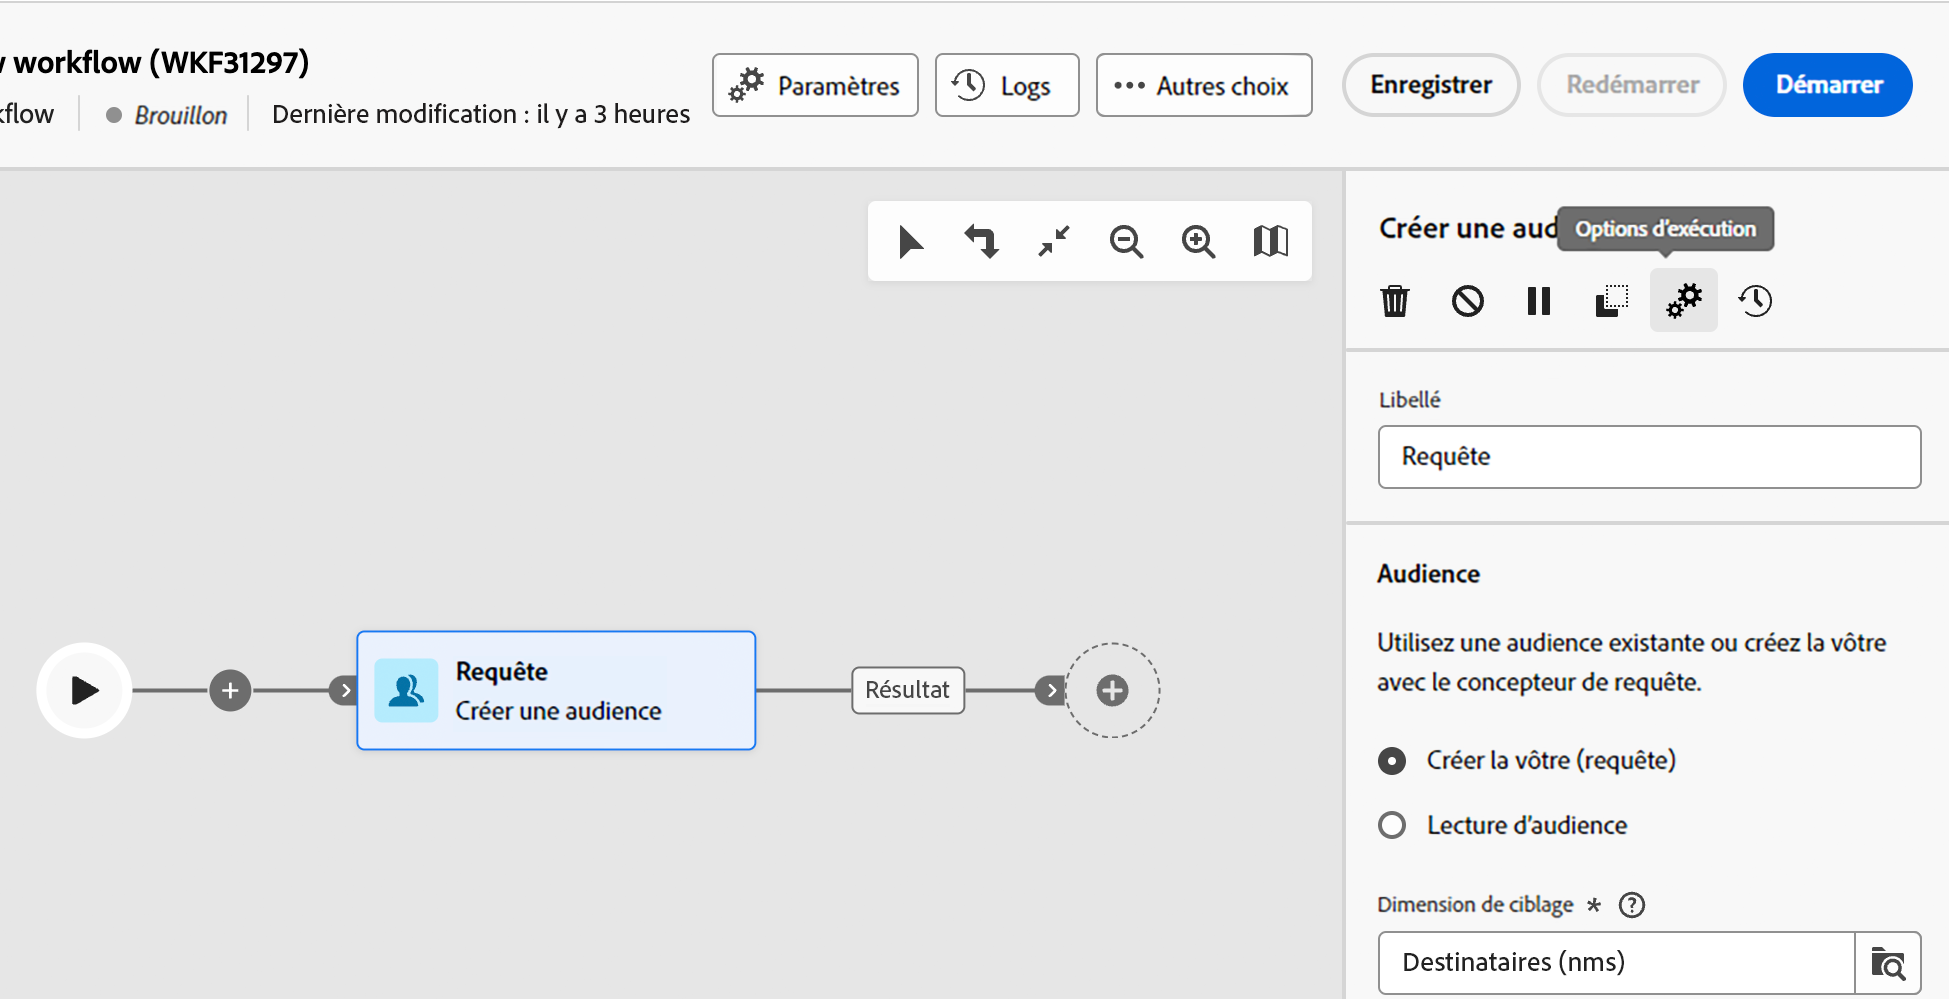 workflow (WKF31297)
Paramètres
Logs
Autres choix
Enregistrer
Redémarrer
Démarrer
Brouillon
Dernière modification : il y a 3 heures
Créer une
Options d'exécution
Libellé
Requête
Audience
Utilisez une audience existante ou créez la vôtre
avec le concepteur de requête.
Créer la vôtre (requête)
Lecture d'audience
Dimension de ciblage *
Destinataires (nms)
Requête
Créer une audience
Résultat